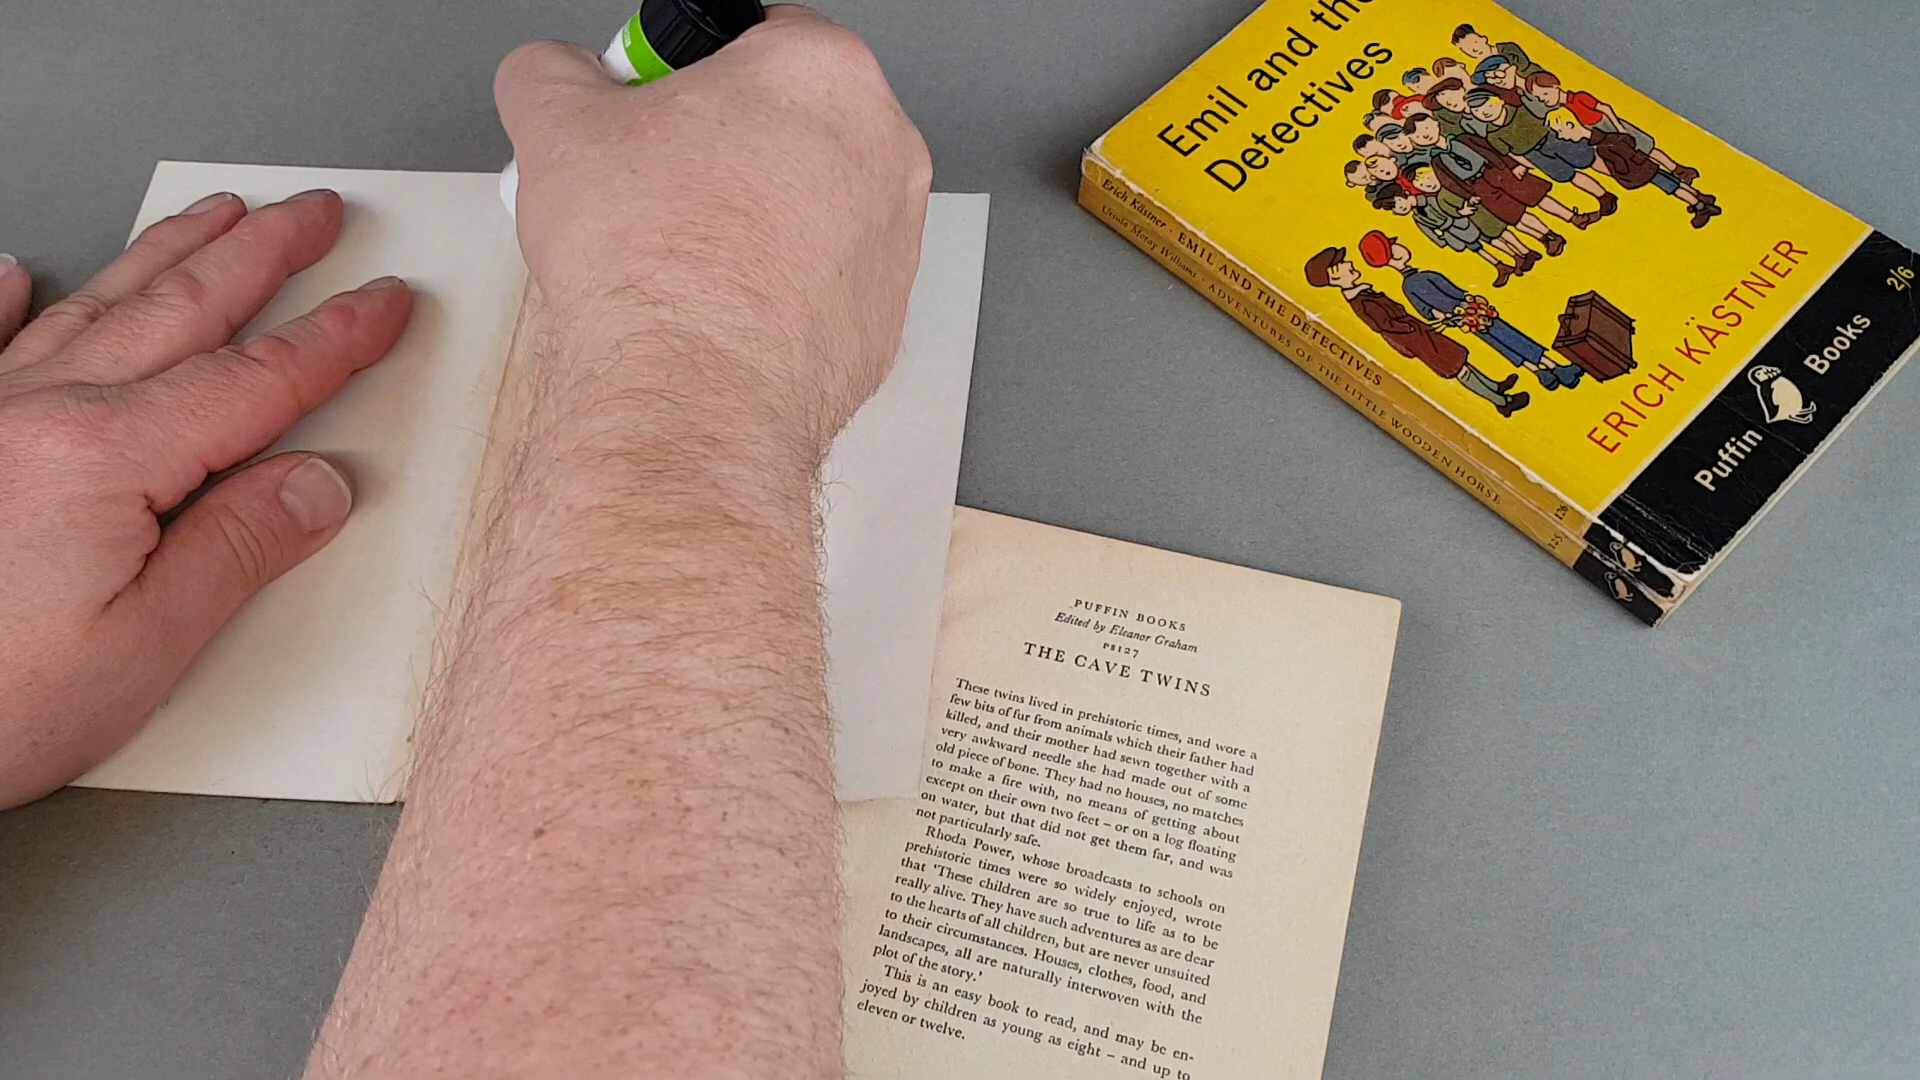 Emil and the
Detectives
ERICH KÄSTNER
Puffin Books
2/6
Erich Kästner · EMIL AND THE DETECTIVES 126
Ursula Moray Williams · ADVENTURES OF THE LITTLE WOODEN HORSE 125
PUFFIN BOOKS
Edited by Eleanor Graham
PS127
THE CAVE TWINS
These twins lived in prehistoric times, and wore a
few bits of fur from animals which their father had
killed, and their mother had sewn together with a
very awkward needle she had made out of some
old piece of bone. They had no houses, no matches
to make a fire with, no means of getting about
except on their own two feet – or on a log floating
on water, but that did not get them far, and was
not particularly safe.
Rhoda Power, whose broadcasts to schools on
prehistoric times were so widely enjoyed, wrote
that 'These children are so true to life as to be
really alive. They have such adventures as are dear
to the hearts of all children, but are never unsuited
to their circumstances. Houses, clothes, food, and
landscapes, all are naturally interwoven with the
plot of the story.'
This is an easy book to read, and may be en-
joyed by children as young as eight – and up to
eleven or twelve.